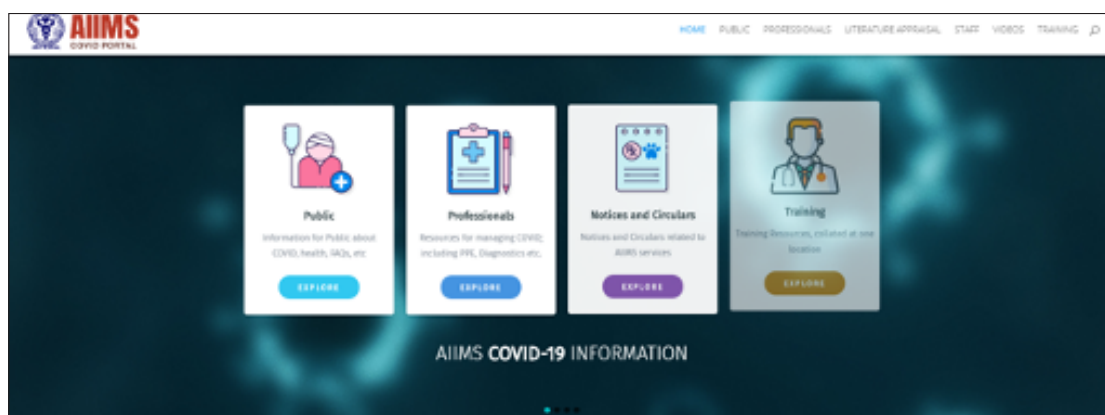 AIIMS
COVID PORTAL
HOME PUBLIC PROFESSIONALS LITERATURE APPRAISAL STAFF VIDEOS TRAINING
Public
Information for Public about
COVID, health, FAQs, etc
EXPLORE
Professionals
Resources for managing COVID;
including PPE, Diagnostics etc.
EXPLORE
Notices and Circulars
Notices and Circulars related to
AIIMS services
EXPLORE
Training
Training Resources, collated at one
location
EXPLORE
AIIMS COVID-19 INFORMATION